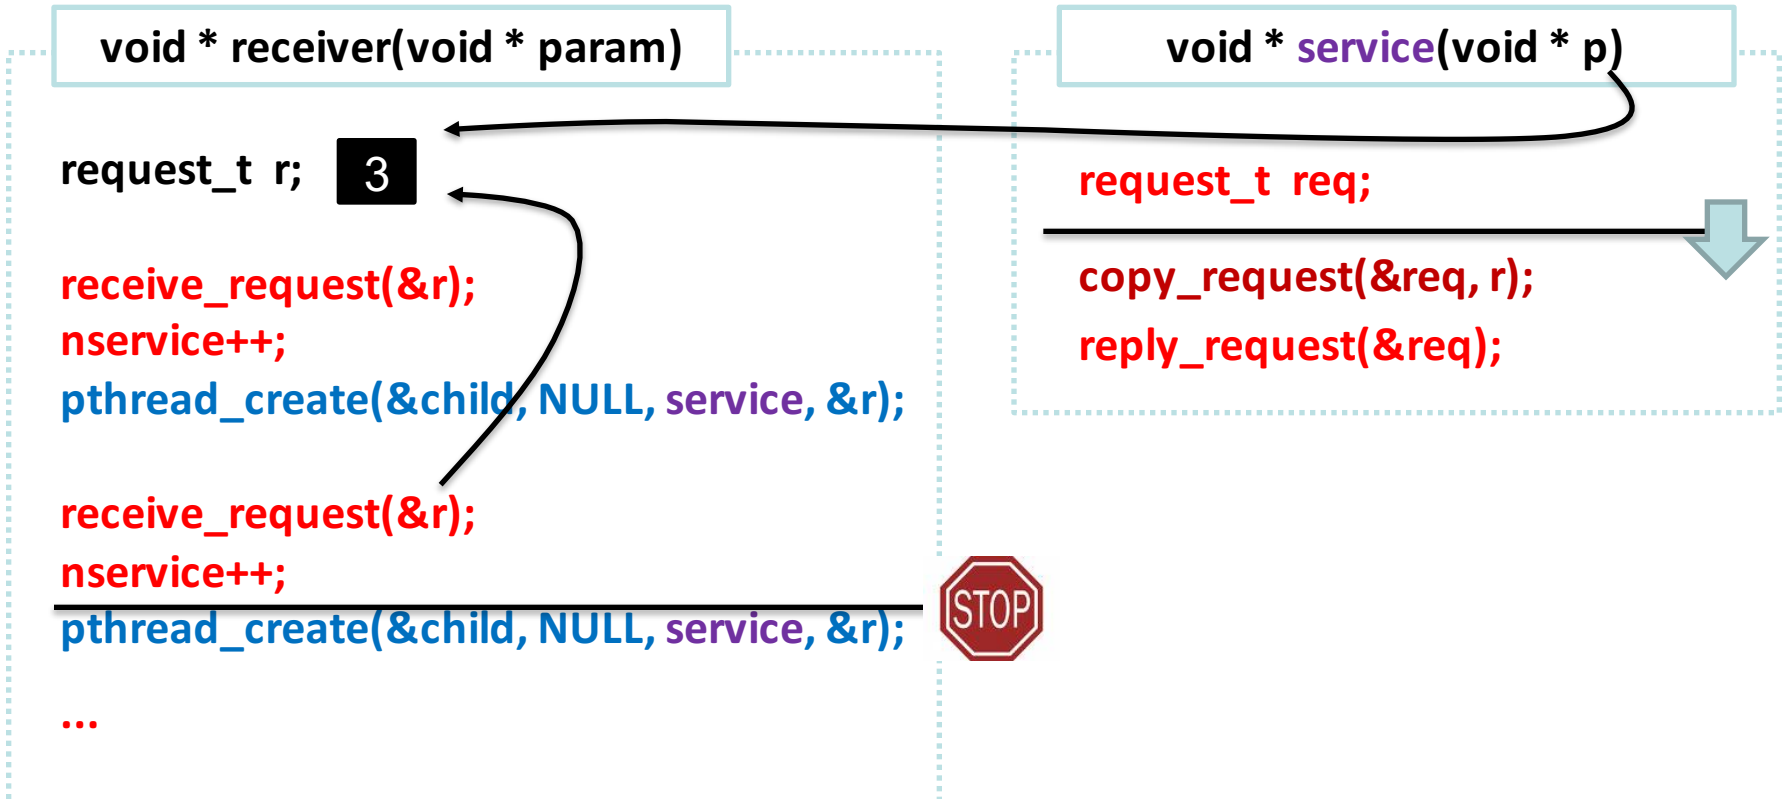 void * receiver(void * param)
request_t r;
3
receive_request(&r);
nservice++;
pthread_create(&child, NULL, service, &r);
receive_request(&r);
nservice++;
pthread_create(&child, NULL, service, &r);
...
STOP
void * service(void * p)
request_t req;
copy_request(&req, r);
reply_request(&req);